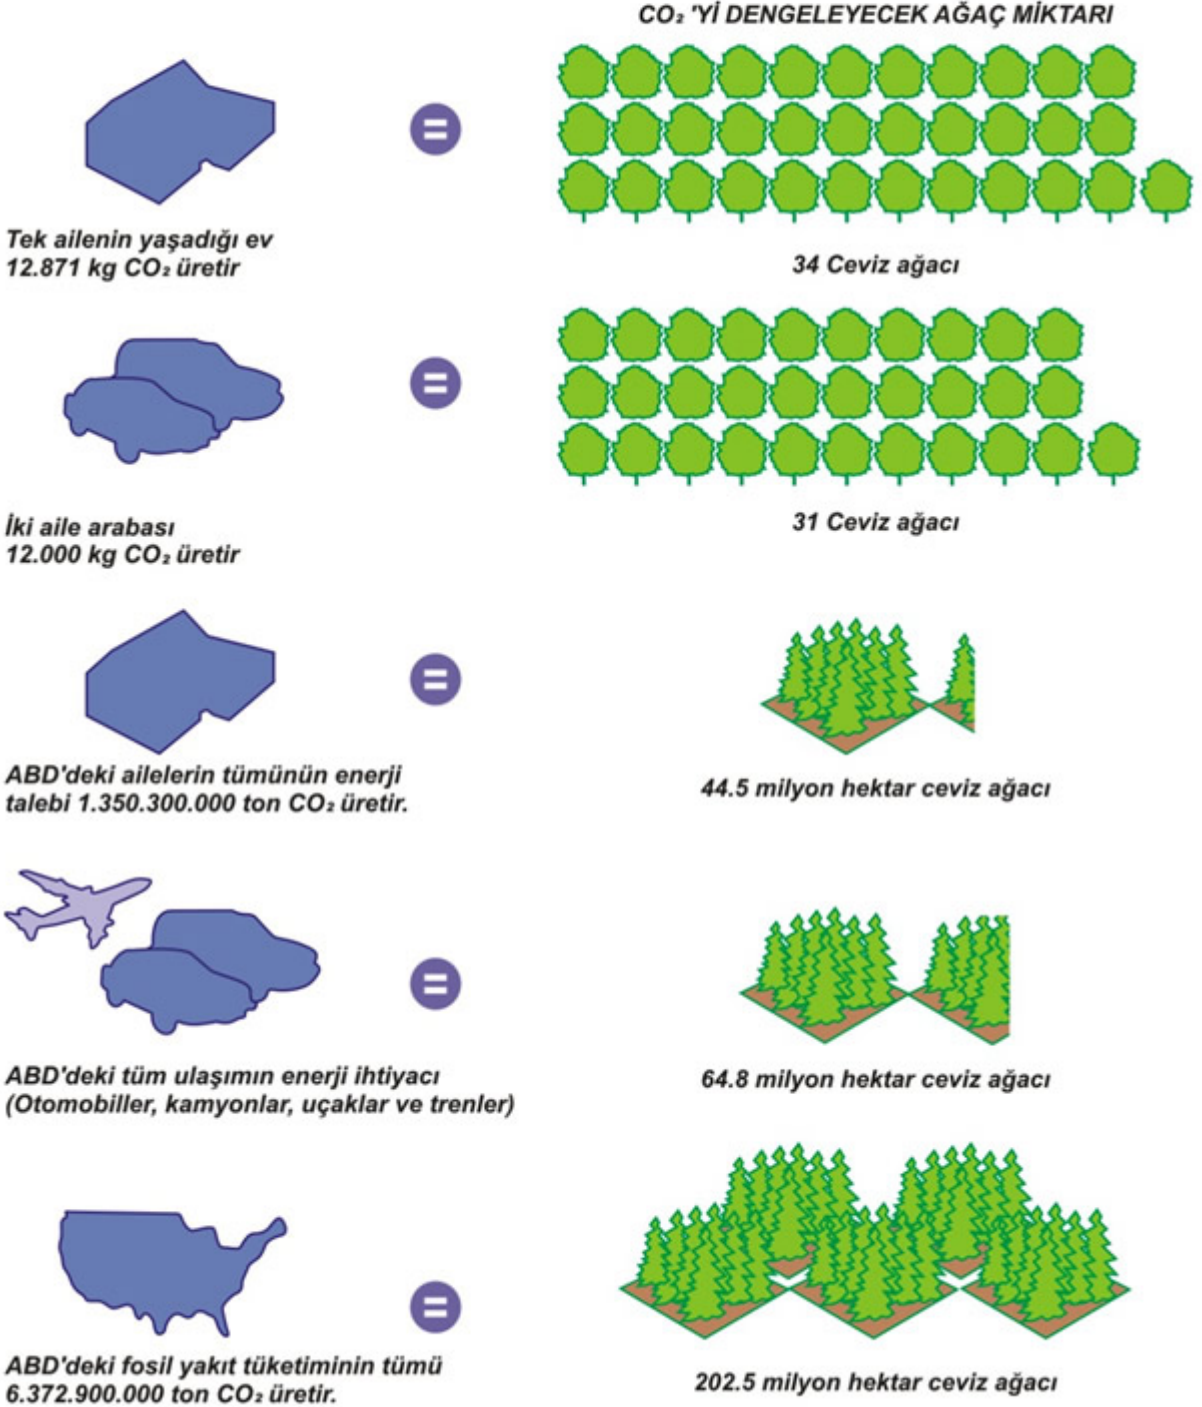 CO₂ 'Yİ DENGELEYECEK AĞAÇ MİKTARI
Tek ailenin yaşadığı ev
12.871 kg CO₂ üretir
34 Ceviz ağacı
İki aile arabası
12.000 kg CO₂ üretir
31 Ceviz ağacı
ABD'deki ailelerin tümünün enerji
talebi 1.350.300.000 ton CO₂ üretir.
44.5 milyon hektar ceviz ağacı
ABD'deki tüm ulaşımın enerji ihtiyacı
(Otomobiller, kamyonlar, uçaklar ve trenler)
64.8 milyon hektar ceviz ağacı
ABD'deki fosil yakıt tüketiminin tümü
6.372.900.000 ton CO₂ üretir.
202.5 milyon hektar ceviz ağacı